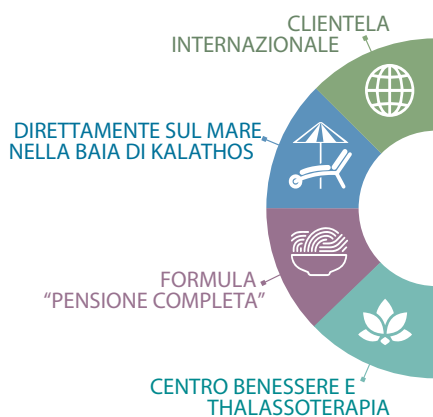 CLIENTELA
INTERNAZIONALE
DIRETTAMENTE SUL MARE
NELLA BAIA DI KALATHOS
FORMULA
“PENSIONE COMPLETA”
CENTRO BENESSERE E
THALASSOTERAPIA